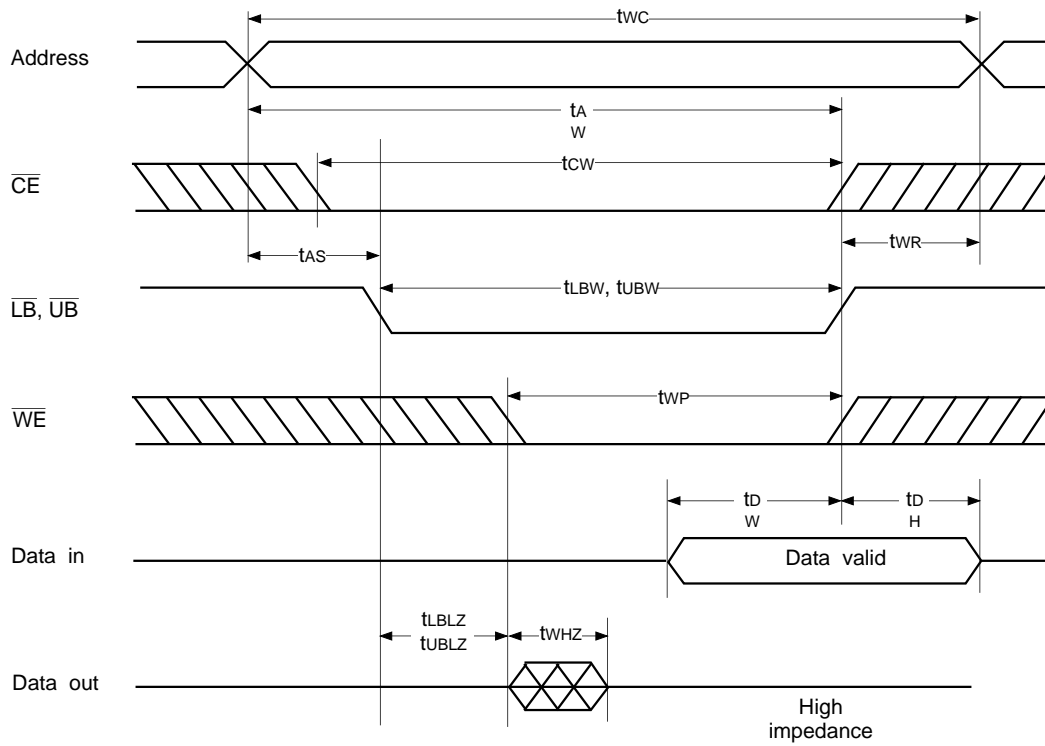 tWC
Address
tA
W
tCW
CE
tAS
tWR
tLBW, tUBW
LB, UB
tWP
WE
tD
W
tD
H
Data in
Data valid
tLBLZ
tUBLZ
tWHZ
Data out
High
impedance